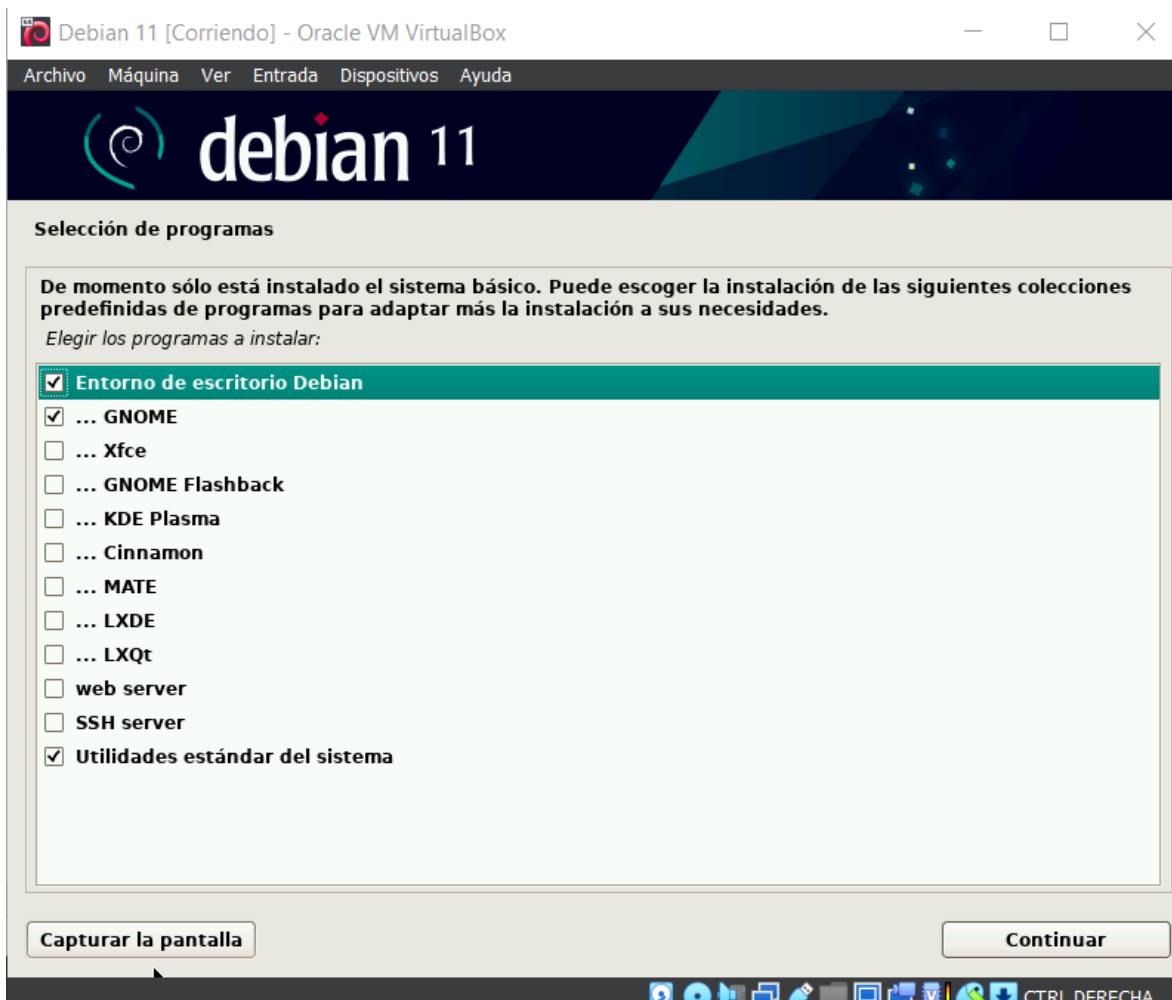 Debian 11 [Corriendo] - Oracle VM VirtualBox
Archivo Máquina Ver Entrada Dispositivos Ayuda
debian 11
Selección de programas
De momento sólo está instalado el sistema básico. Puede escoger la instalación de las siguientes colecciones
predefinidas de programas para adaptar más la instalación a sus necesidades.
Elegir los programas a instalar:
Entorno de escritorio Debian
... GNOME
... Xfce
... GNOME Flashback
... KDE Plasma
... Cinnamon
... MATE
... LXDE
... LXQt
web server
SSH server
Utilidades estándar del sistema
Capturar la pantalla
Continuar
CTRL DERECHA